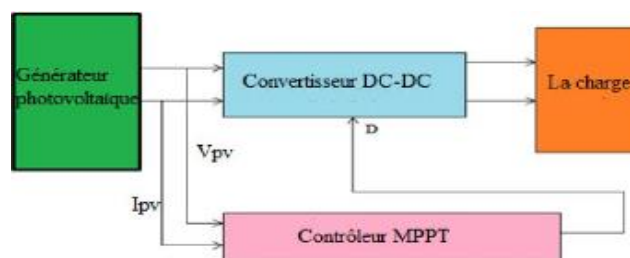 Générateur
photovoltaïque
Convertisseur DC-DC
La charge
D
Vpv
Ipv
Contrôleur MPPT